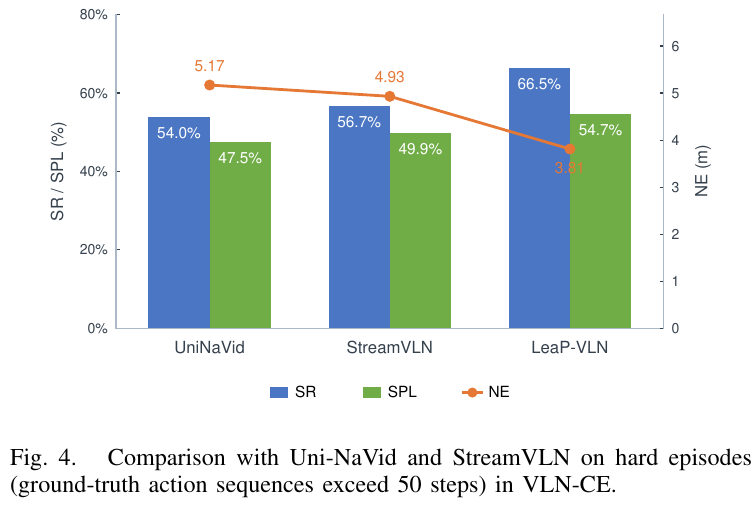 80%
60%
40%
20%
0%
SR / SPL (%)
5.17
4.93
3.81
54.0%
47.5%
56.7%
49.9%
66.5%
54.7%
6
5
4
3
2
1
0
NE (m)
UniNaVid
StreamVLN
LeaP-VLN
SR
SPL
NE
Fig. 4. Comparison with Uni-NaVid and StreamVLN on hard episodes
(ground-truth action sequences exceed 50 steps) in VLN-CE.